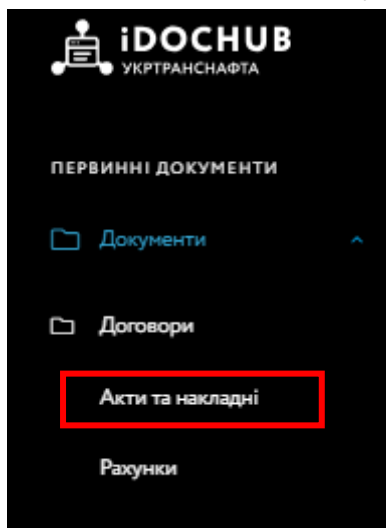 iDOCHUB
УКРТРАНСНАФТА
ПЕРВИННІ ДОКУМЕНТИ
Документи
Договори
Акти та накладні
Рахунки